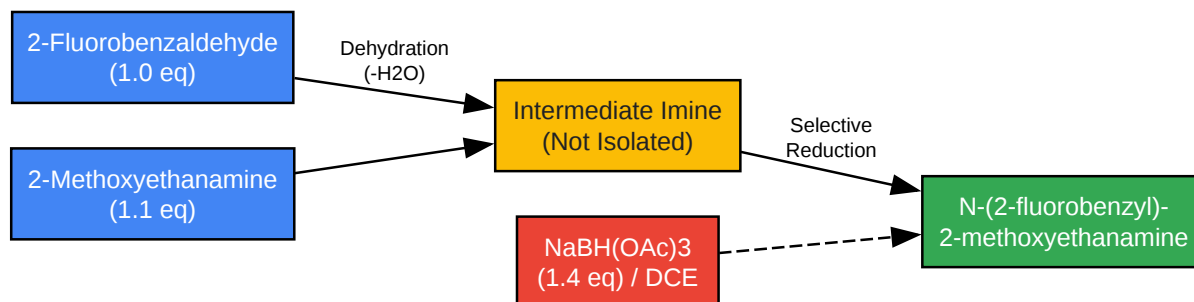 2-Fluorobenzaldehyde
(1.0 eq)
Dehydration
(-H2O)
2-Methoxyethanamine
(1.1 eq)
Intermediate Imine
(Not Isolated)
Selective
Reduction
NaBH(OAc)3
(1.4 eq) / DCE
N-(2-fluorobenzyl)-
2-methoxyethanamine